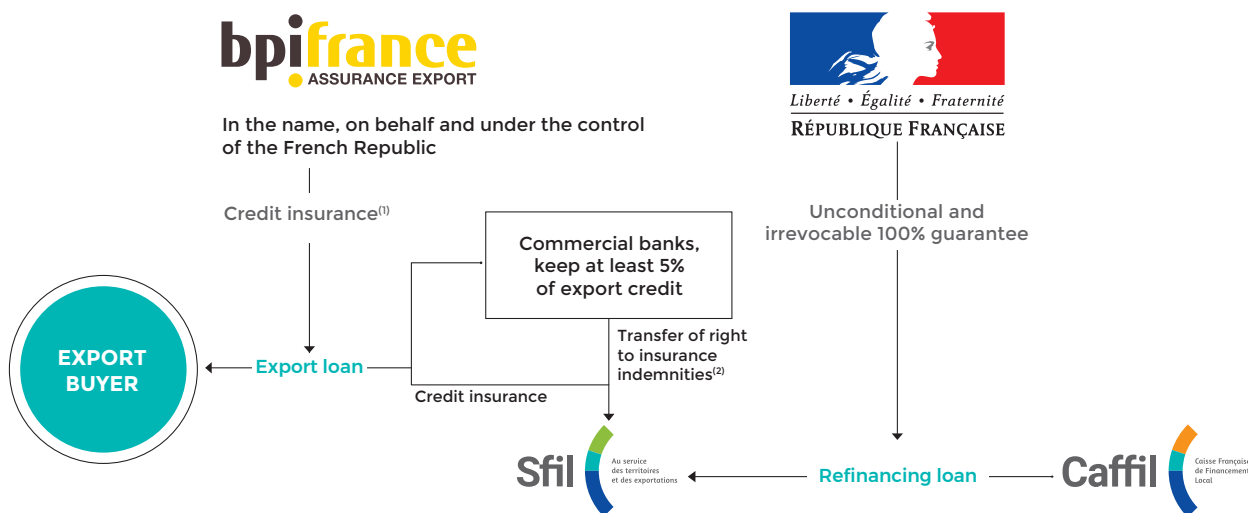 bpifrance
ASSURANCE EXPORT
In the name, on behalf and under the control
of the French Republic
Credit insurance(1)
Liberté • Égalité • Fraternité
RÉPUBLIQUE FRANÇAISE
Unconditional and
irrevocable 100% guarantee
Commercial banks,
keep at least 5%
of export credit
Transfer of right
to insurance
indemnities(2)
EXPORT
BUYER
Export loan
Credit insurance
Sfil
Au service
des territoires
et des exportations
Refinancing loan
Caffil
Caisse Française
de Financement
Local